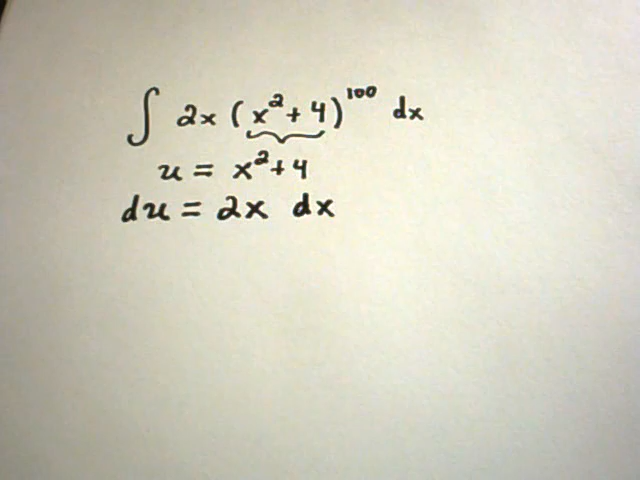 ∫ 2x (x²+4)¹⁰⁰ dx
u = x²+4
du = 2x dx